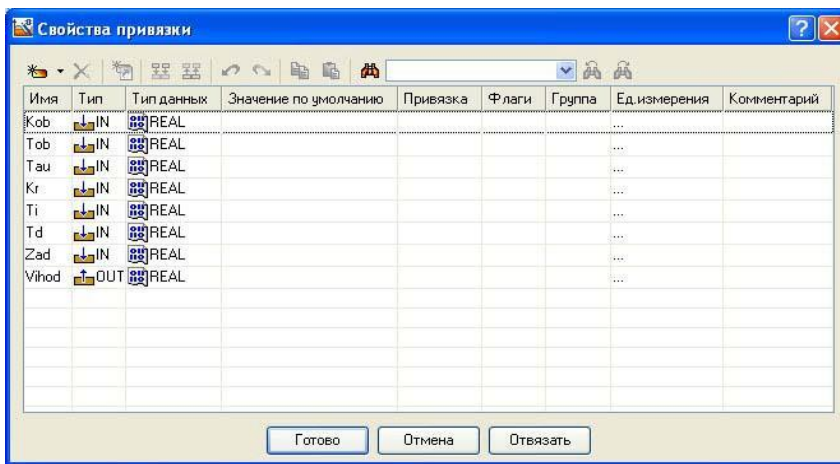 Свойства привязки
Имя Тип Тип данных Значение по умолчанию Привязка Флаги Группа Ед.измерения Комментарий
Kob IN REAL ...
Tob IN REAL ...
Tau IN REAL ...
Kr IN REAL ...
Ti IN REAL ...
Td IN REAL ...
Zad IN REAL ...
Vihod OUT REAL ...
Готово Отмена Отвязать